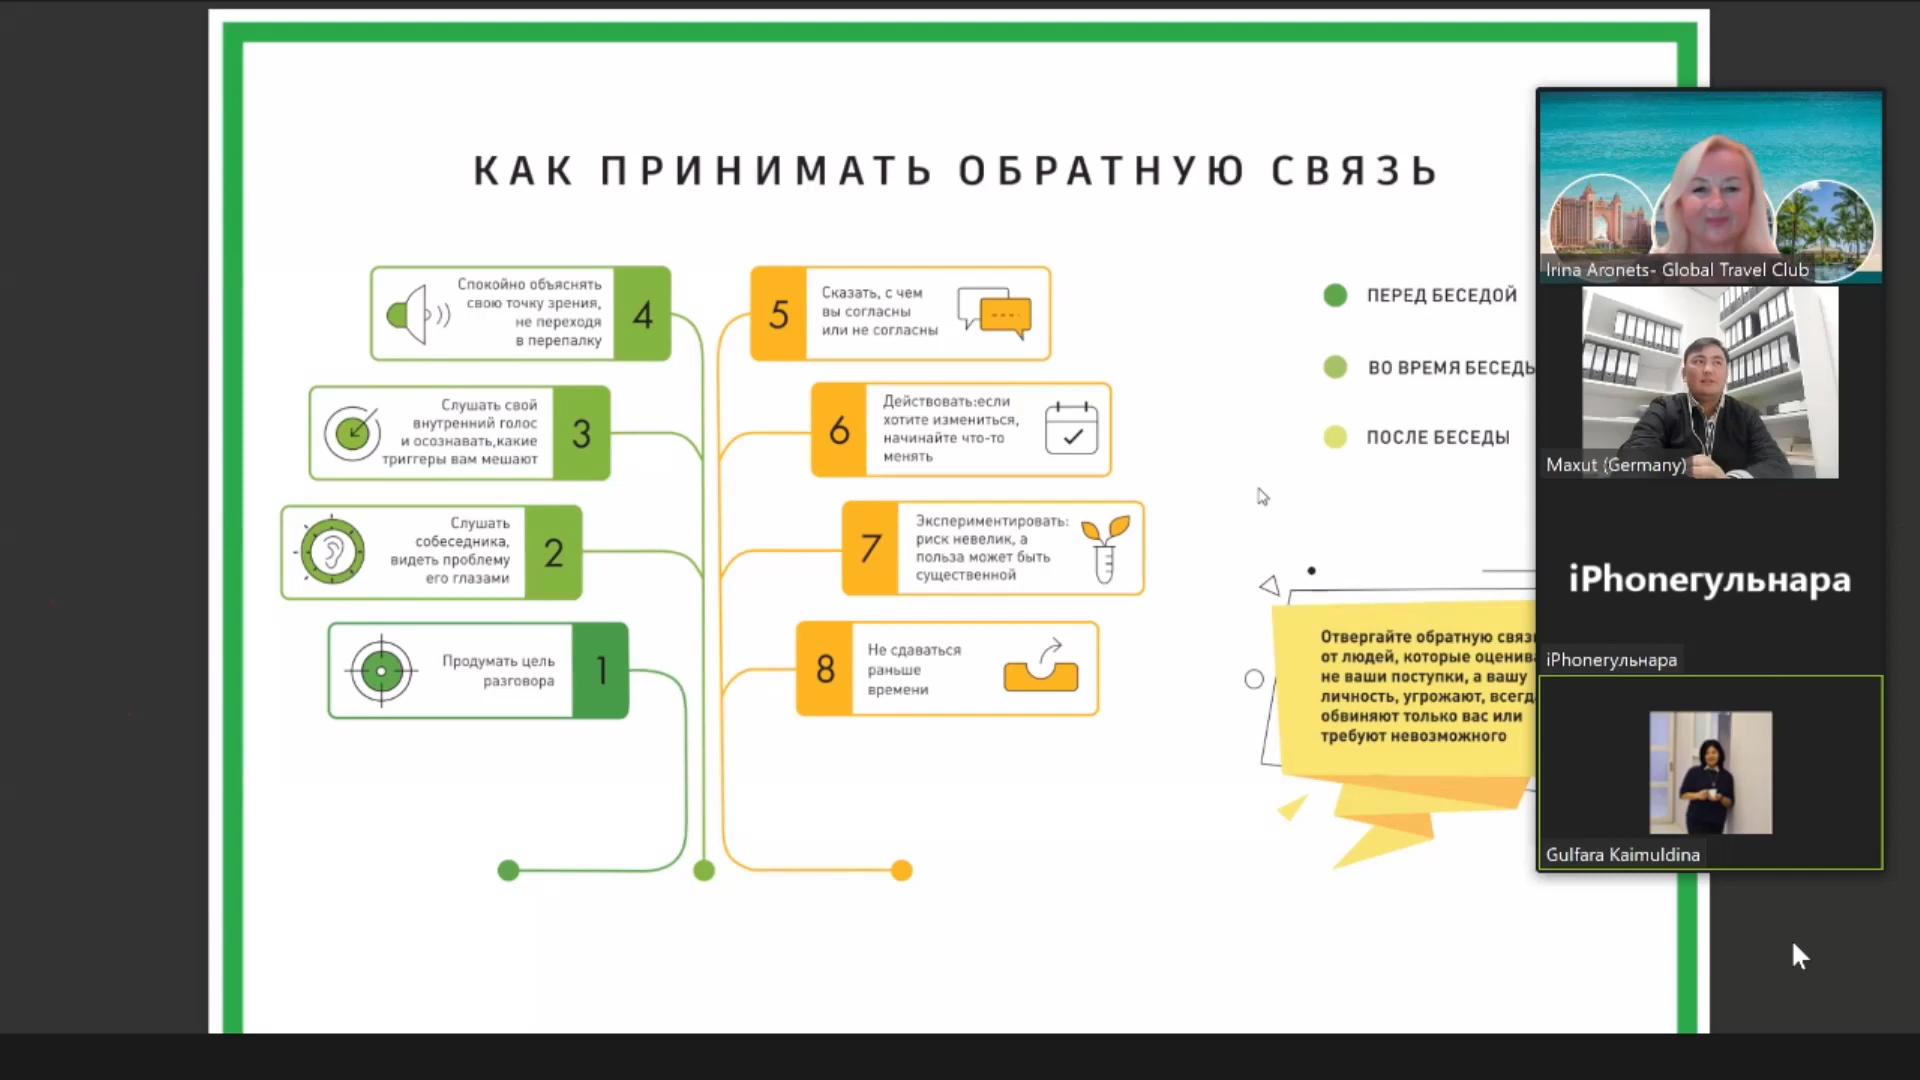 КАК ПРИНИМАТЬ ОБРАТНУЮ СВЯЗЬ
4
Спокойно объяснять
свою точку зрения,
не переходя
в перепалку
3
Слушать свой
внутренний голос
и осознавать,какие
триггеры вам мешают
2
Слушать
собеседника,
видеть проблему
его глазами
1
Продумать цель
разговора
5
Сказать, с чем
вы согласны
или не согласны
6
Действовать:если
хотите измениться,
начинайте что-то
менять
7
Экспериментировать:
риск невелик, а
польза может быть
существенной
8
Не сдаваться
раньше
времени
ПЕРЕД БЕСЕДОЙ
ВО ВРЕМЯ БЕСЕДЫ
ПОСЛЕ БЕСЕДЫ
Отвергайте обратную связ
от людей, которые оценив
не ваши поступки, а вашу
личность, угрожают, всегд
обвиняют только вас или
требуют невозможного
Irina Aronets- Global Travel Club
Maxut (Germany)
iPhoneгульнара
iPhoneгульнара
Gulfara Kaimuldina